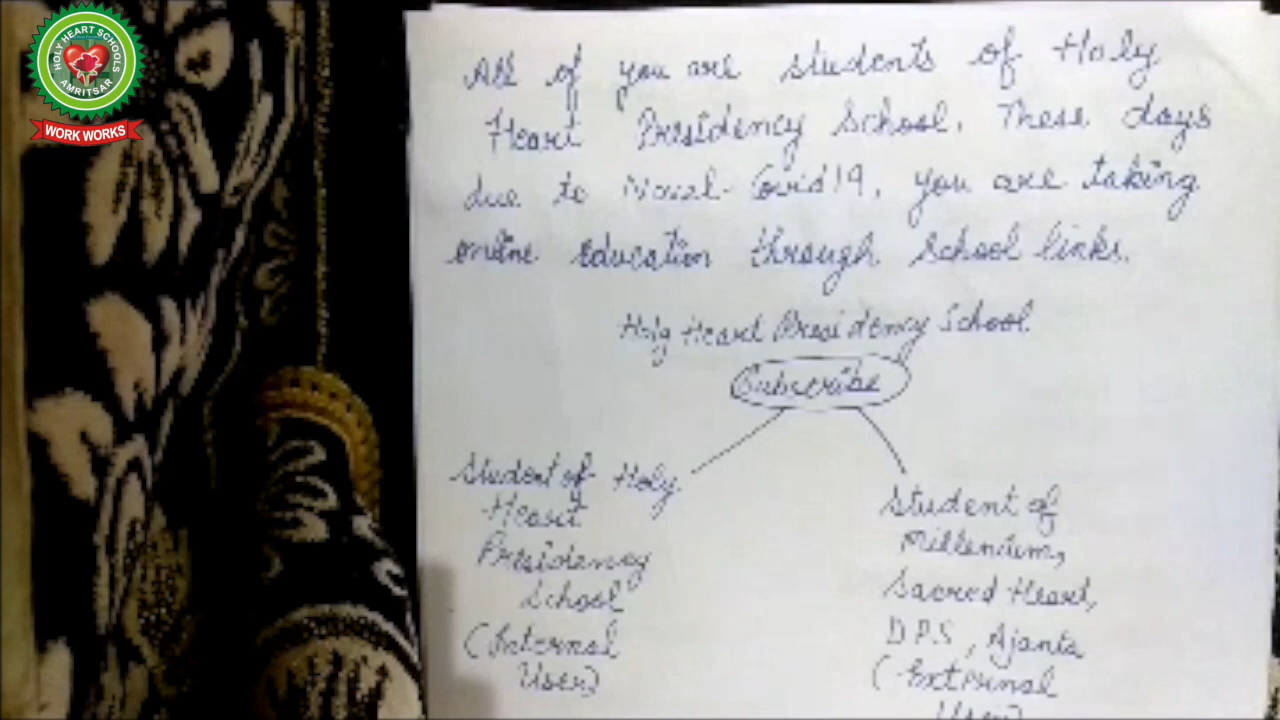 HOLY HEART SCHOOLS
AMRITSAR
WORK WORKS
All of you are students of Holy
Heart Presidency School. These days
due to Novel-Covid19, you are taking
online education through School links.
Holy Heart Presidency School
Subscribe
Student of Holy
Heart
Presidency
School
(Internal
User)
Student of
Millenium,
Sacred Heart,
D.P.S, Ajanta
(External
User)